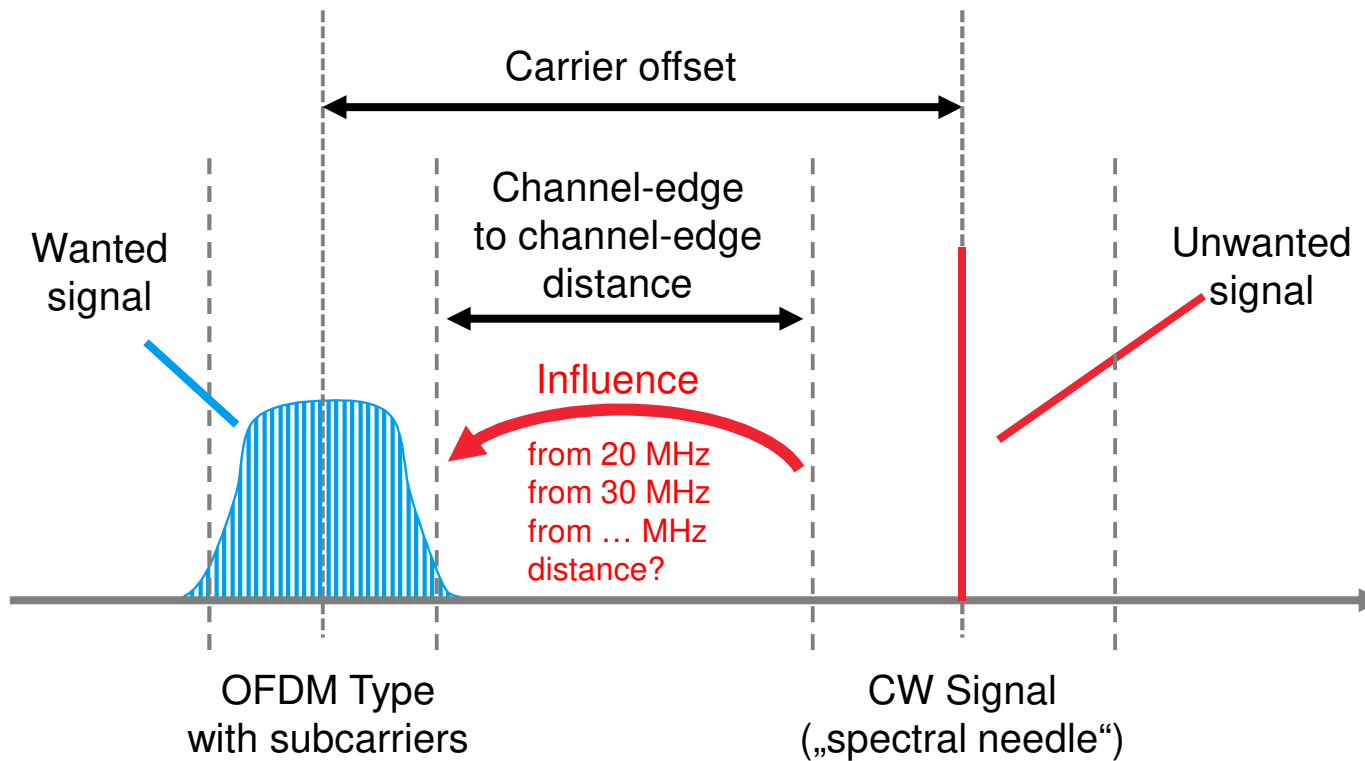 Carrier offset
Channel-edge
to channel-edge
distance
Wanted
signal
Unwanted
signal
Influence
from 20 MHz
from 30 MHz
from … MHz
distance?
OFDM Type
with subcarriers
CW Signal
(„spectral needle“)